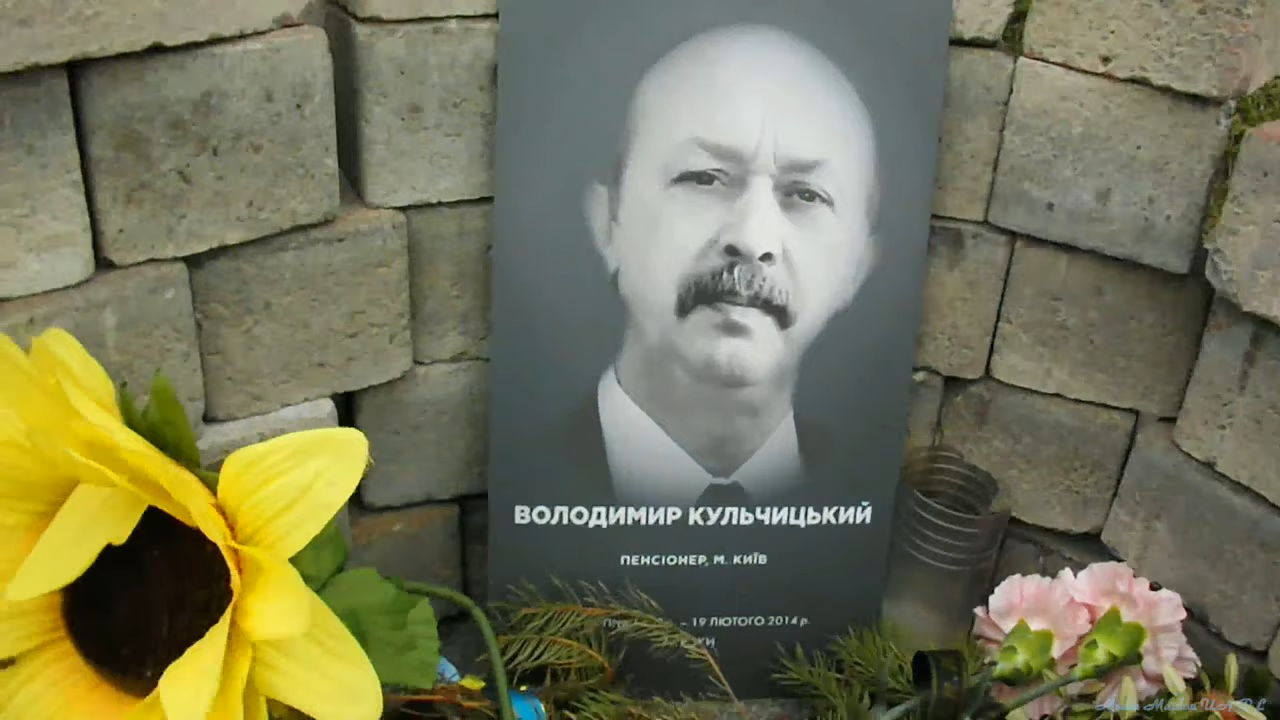 ВОЛОДИМИР КУЛЬЧИЦЬКИЙ
ПЕНСІОНЕР, М. КИЇВ
– 19 ЛЮТОГО 2014 р.